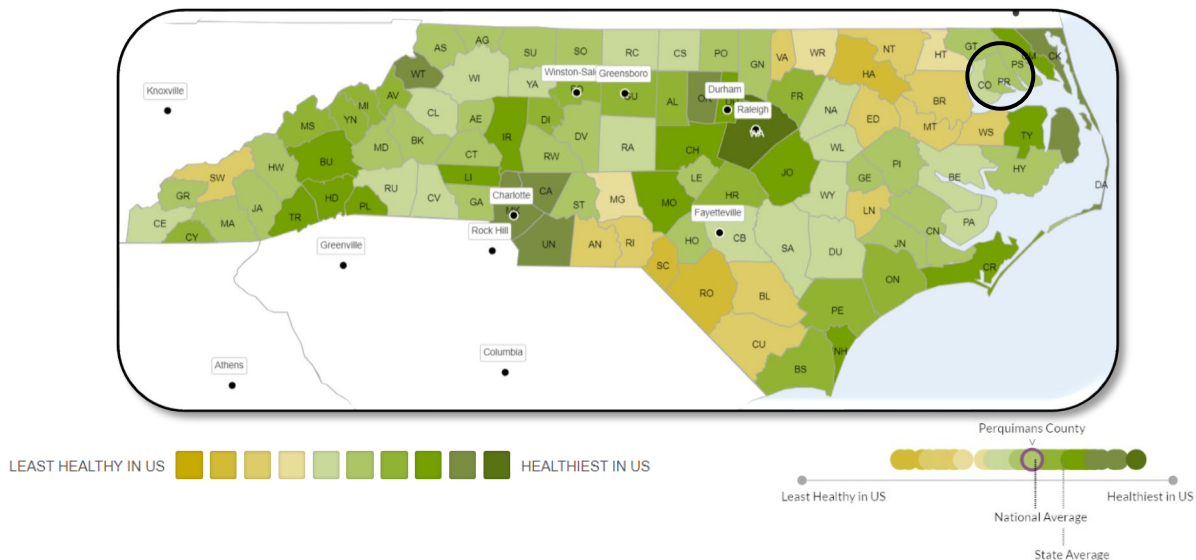 AS AG SU SO RC CS PO GN VA WR NT HT GT PS CK
WT WI YA Winston-Sal Greensboro GU HA CO PR
Knoxville MI AV Durham FR BR
MS YN CL AE DI AL Raleigh NA ED MT WS TY
MD BK IR DV RA WL
SW HW BU CT RW CH PI BE HY
GR LI LE JO GE DA
RU CV GA Charlotte CA ST MG MO HR WY LN PA
CE MA JA TR HD PL
CY Rock Hill UN AN RI HO Fayetteville CB SA DU JN CN
Greenville SC RO BL ON CR
PE
Columbia CU NH
Athens BS
Perquimans County
v
LEAST HEALTHY IN US HEALTHIEST IN US
Least Healthy in US Healthiest in US
National Average
State Average